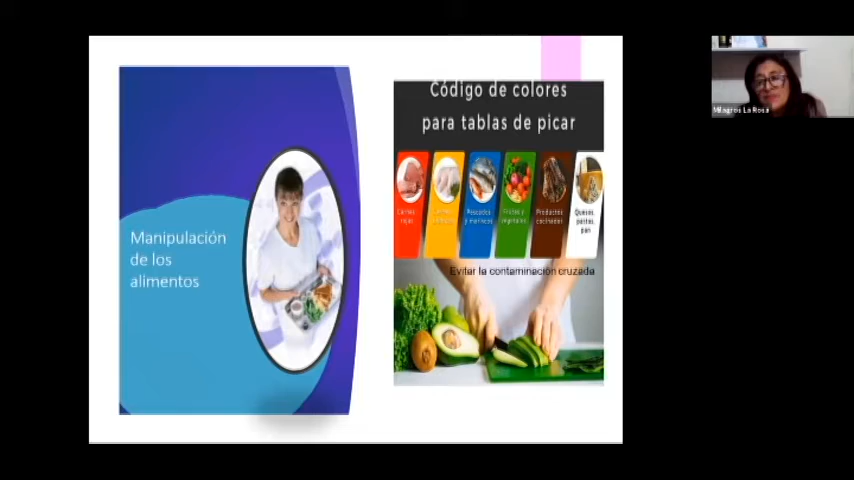 Manipulación
de los
alimentos
Código de colores
para tablas de picar
Carnes
rojas
Pescados
y mariscos
Frutas y
vegetales
Productos
cocinados
Quesos,
pastas,
pan
Evitar la contaminación cruzada
Milagros La Rosa